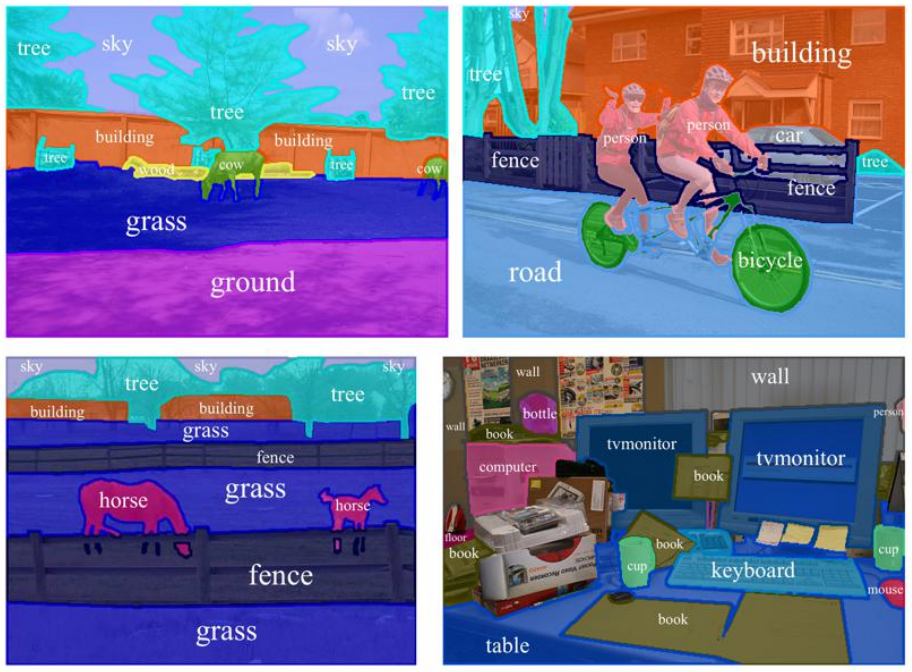 sky
sky
tree
tree
tree
building
building
tree
wood
cow
tree
cow
grass
ground
sky
building
tree
person
person
car
fence
tree
fence
bicycle
road
sky
sky
sky
tree
tree
building
building
grass
fence
grass
horse
horse
fence
grass
wall
wall
bottle
person
wall
book
tvmonitor
tvmonitor
computer
book
floor
book
book
cup
cup
keyboard
mouse
book
table